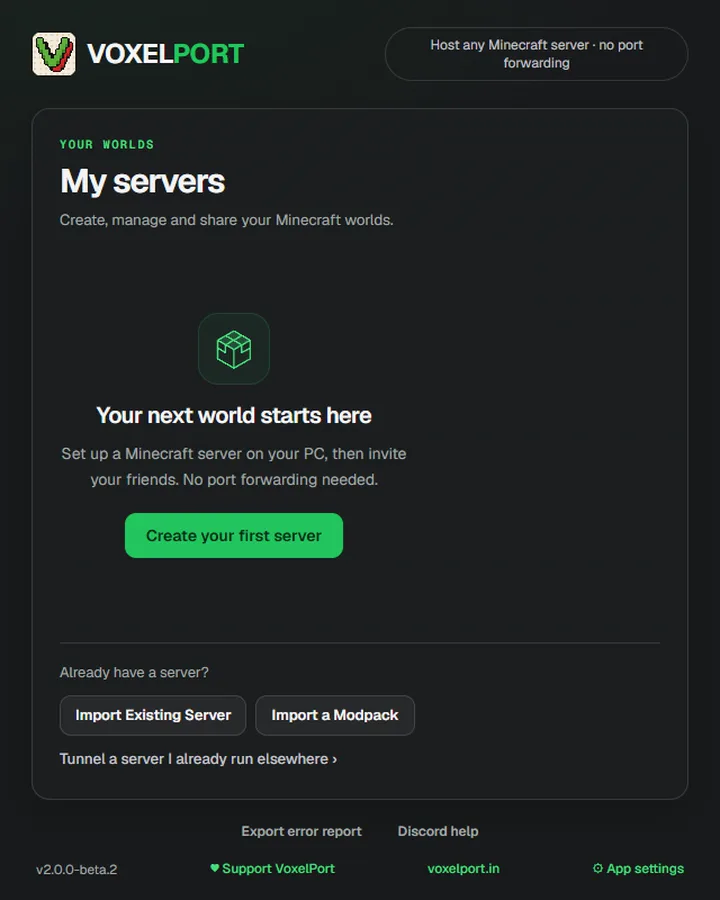 VOXELPORT
Host any Minecraft server · no port
forwarding
YOUR WORLDS
My servers
Create, manage and share your Minecraft worlds.
Your next world starts here
Set up a Minecraft server on your PC, then invite
your friends. No port forwarding needed.
Create your first server
Already have a server?
Import Existing Server
Import a Modpack
Tunnel a server I already run elsewhere ›
Export error report
Discord help
v2.0.0-beta.2
♥ Support VoxelPort
voxelport.in
⚙ App settings